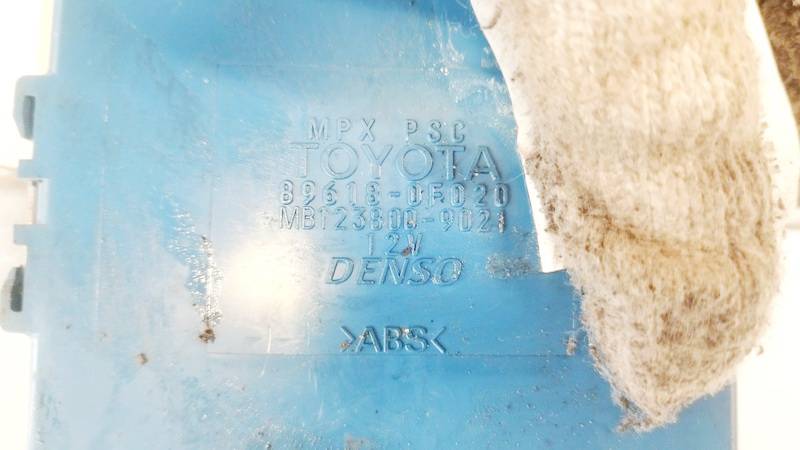 MPX PSC
TOYOTA
89618-0F020
MB123800-9021
12V
DENSO
>ABS<